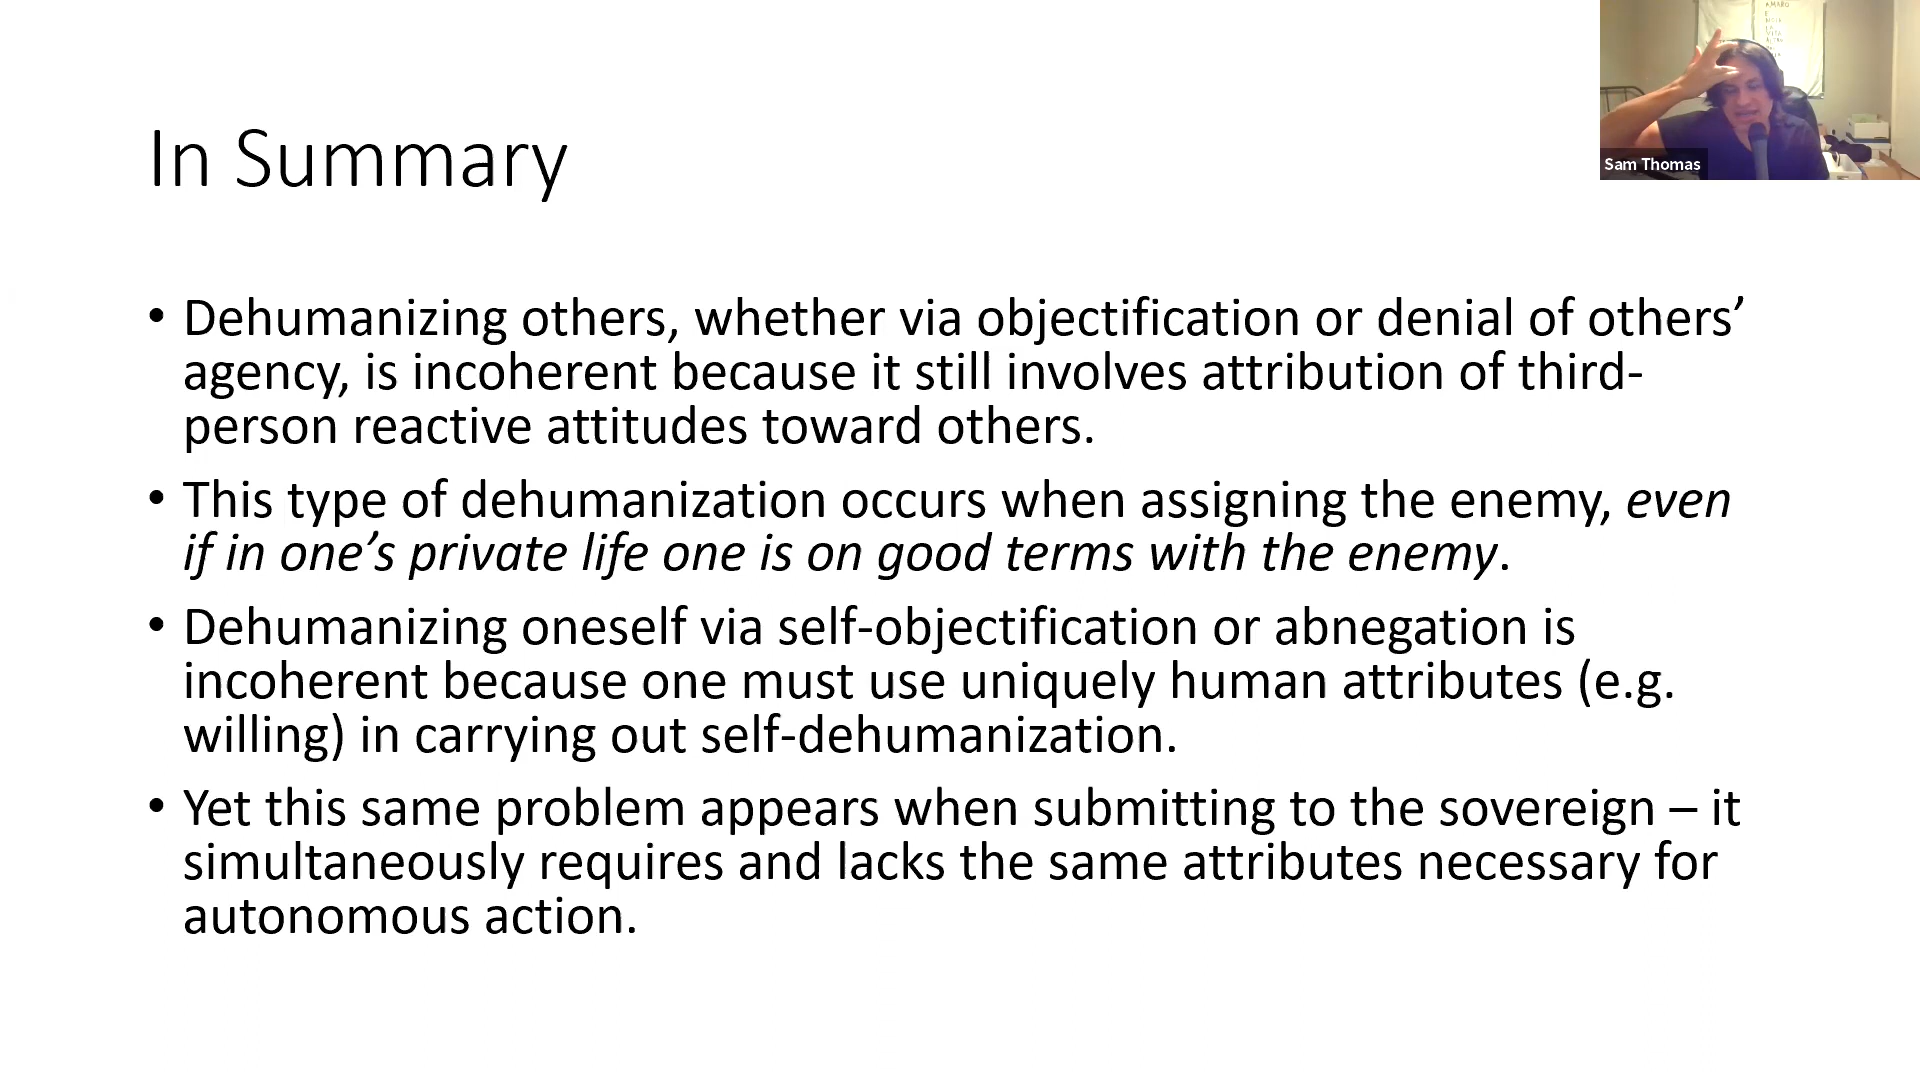 In Summary
• Dehumanizing others, whether via objectification or denial of others’
agency, is incoherent because it still involves attribution of third-
person reactive attitudes toward others.
• This type of dehumanization occurs when assigning the enemy, even
if in one’s private life one is on good terms with the enemy.
• Dehumanizing oneself via self-objectification or abnegation is
incoherent because one must use uniquely human attributes (e.g.
willing) in carrying out self-dehumanization.
• Yet this same problem appears when submitting to the sovereign – it
simultaneously requires and lacks the same attributes necessary for
autonomous action.
AMARO
E
LA
VITA
Sam Thomas